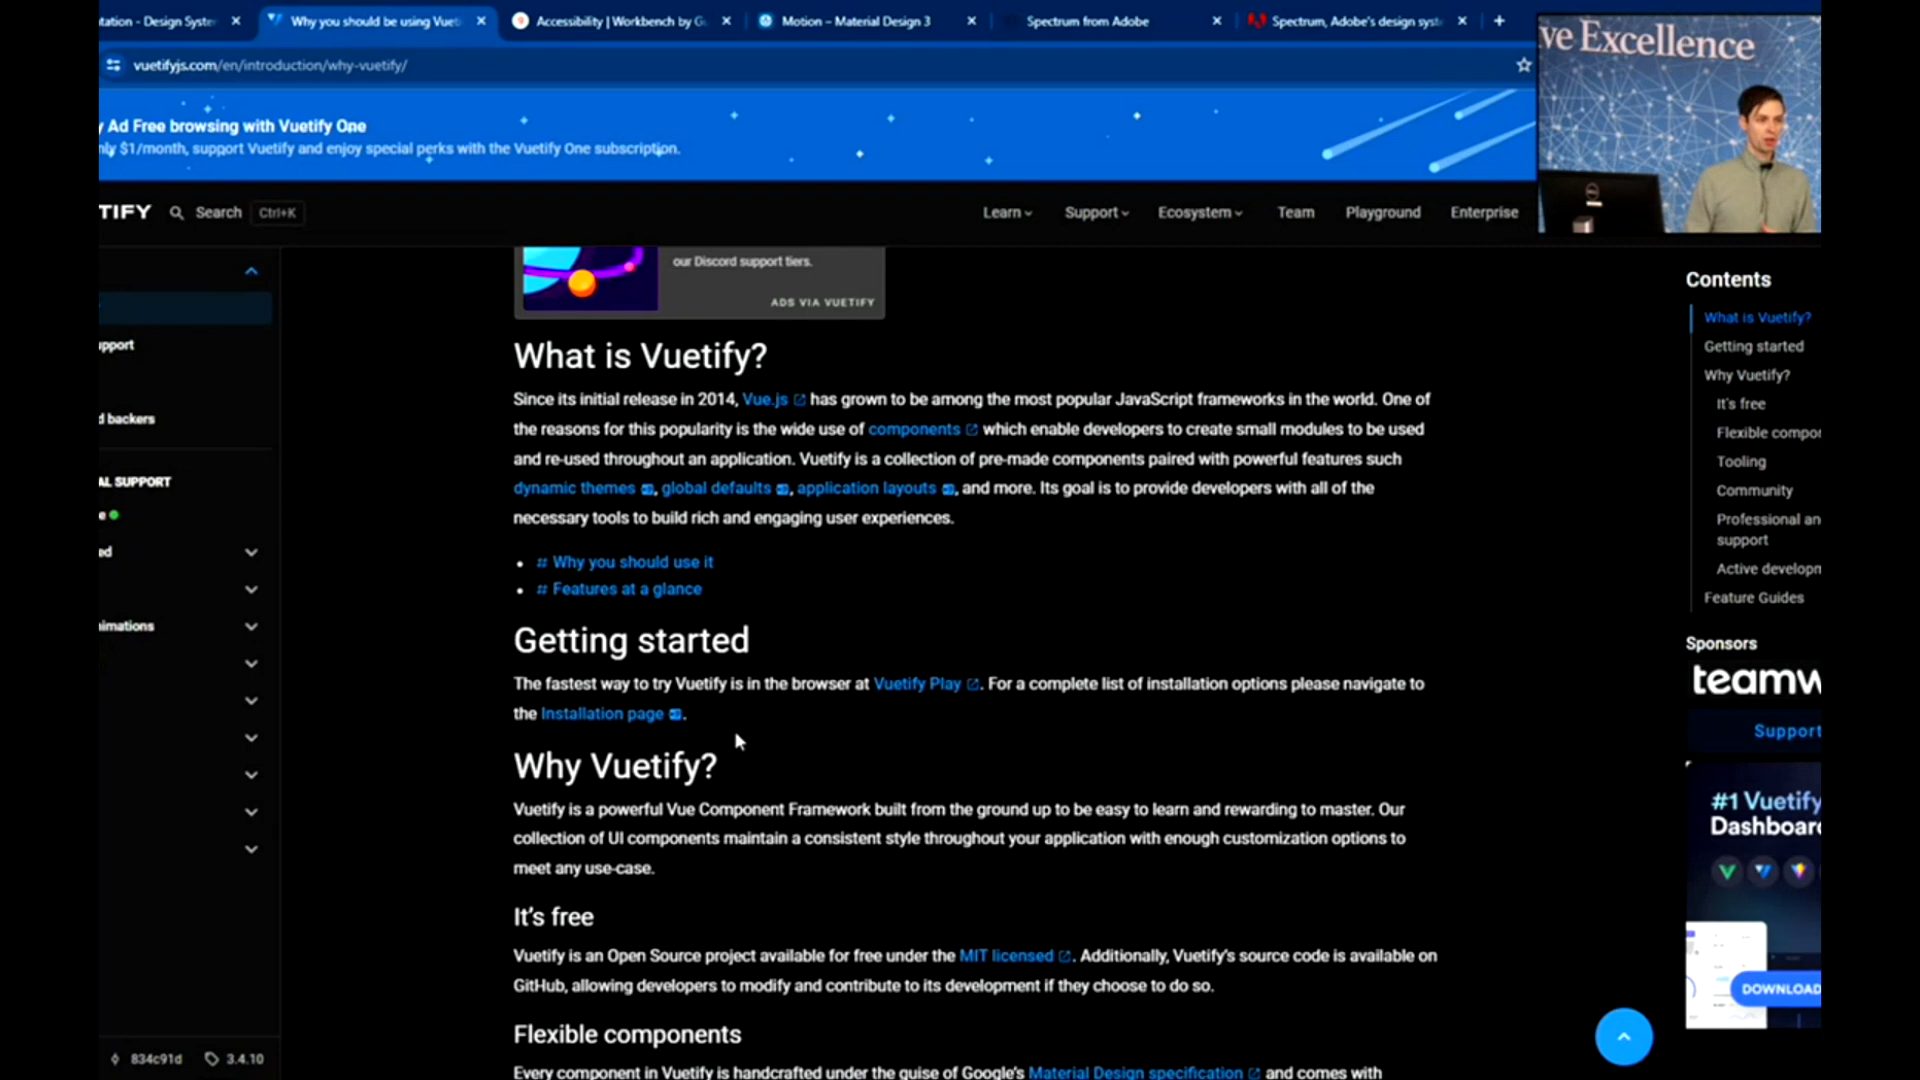 tation - Design Syster
Why you should be using Vueti
Accessibility | Workbench by G
Motion – Material Design 3
Spectrum from Adobe
Spectrum, Adobe's design syst
vuetifyjs.com/en/introduction/why-vuetify/
ve Excellence
y Ad Free browsing with Vuetify One
nly $1/month, support Vuetify and enjoy special perks with the Vuetify One subscription.
TIFY
Search
Ctrl+K
Learn
Support
Ecosystem
Team
Playground
Enterprise
our Discord support tiers.
ADS VIA VUETIFY
pport
d backers
AL SUPPORT
e
ed
nimations
834c91d
3.4.10
What is Vuetify?
Since its initial release in 2014, Vue.js has grown to be among the most popular JavaScript frameworks in the world. One of
the reasons for this popularity is the wide use of components which enable developers to create small modules to be used
and re-used throughout an application. Vuetify is a collection of pre-made components paired with powerful features such
dynamic themes , global defaults , application layouts , and more. Its goal is to provide developers with all of the
necessary tools to build rich and engaging user experiences.
• # Why you should use it
• # Features at a glance
Getting started
The fastest way to try Vuetify is in the browser at Vuetify Play . For a complete list of installation options please navigate to
the Installation page .
Why Vuetify?
Vuetify is a powerful Vue Component Framework built from the ground up to be easy to learn and rewarding to master. Our
collection of UI components maintain a consistent style throughout your application with enough customization options to
meet any use-case.
It's free
Vuetify is an Open Source project available for free under the MIT licensed . Additionally, Vuetify's source code is available on
GitHub, allowing developers to modify and contribute to its development if they choose to do so.
Flexible components
Every component in Vuetify is handcrafted under the guise of Google's Material Design specification and comes with
Contents
What is Vuetify?
Getting started
Why Vuetify?
It's free
Flexible compor
Tooling
Community
Professional an
support
Active developm
Feature Guides
Sponsors
teamw
Support
#1 Vuetify
Dashboard
DOWNLOAD